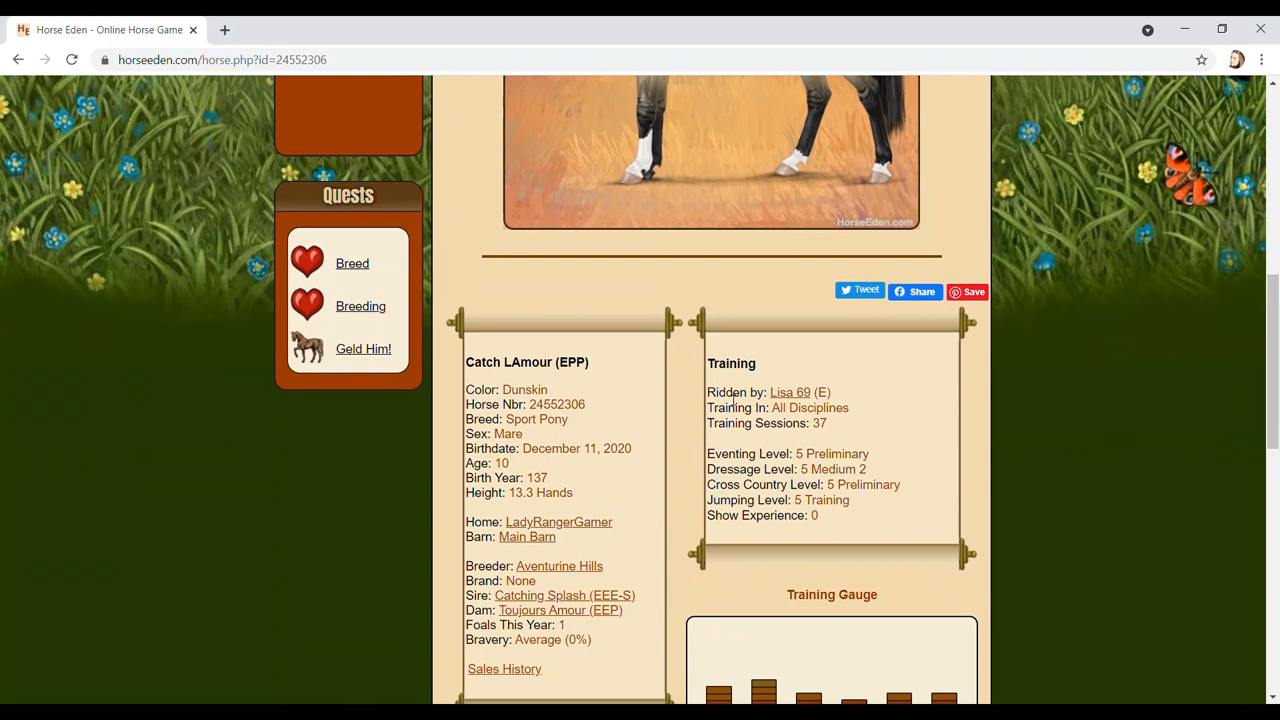 Horse Eden - Online Horse Game
horseeden.com/horse.php?id=24552306
HorseEden.com
Quests
Breed
Breeding
Geld Him!
Tweet
Share
Save
Catch LAmour (EPP)
Color: Dunskin
Horse Nbr: 24552306
Breed: Sport Pony
Sex: Mare
Birthdate: December 11, 2020
Age: 10
Birth Year: 137
Height: 13.3 Hands
Home: LadyRangerGamer
Barn: Main Barn
Breeder: Aventurine Hills
Brand: None
Sire: Catching Splash (EEE-S)
Dam: Toujours Amour (EEP)
Foals This Year: 1
Bravery: Average (0%)
Sales History
Training
Ridden by: Lisa 69 (E)
Training In: All Disciplines
Training Sessions: 37
Eventing Level: 5 Preliminary
Dressage Level: 5 Medium 2
Cross Country Level: 5 Preliminary
Jumping Level: 5 Training
Show Experience: 0
Training Gauge